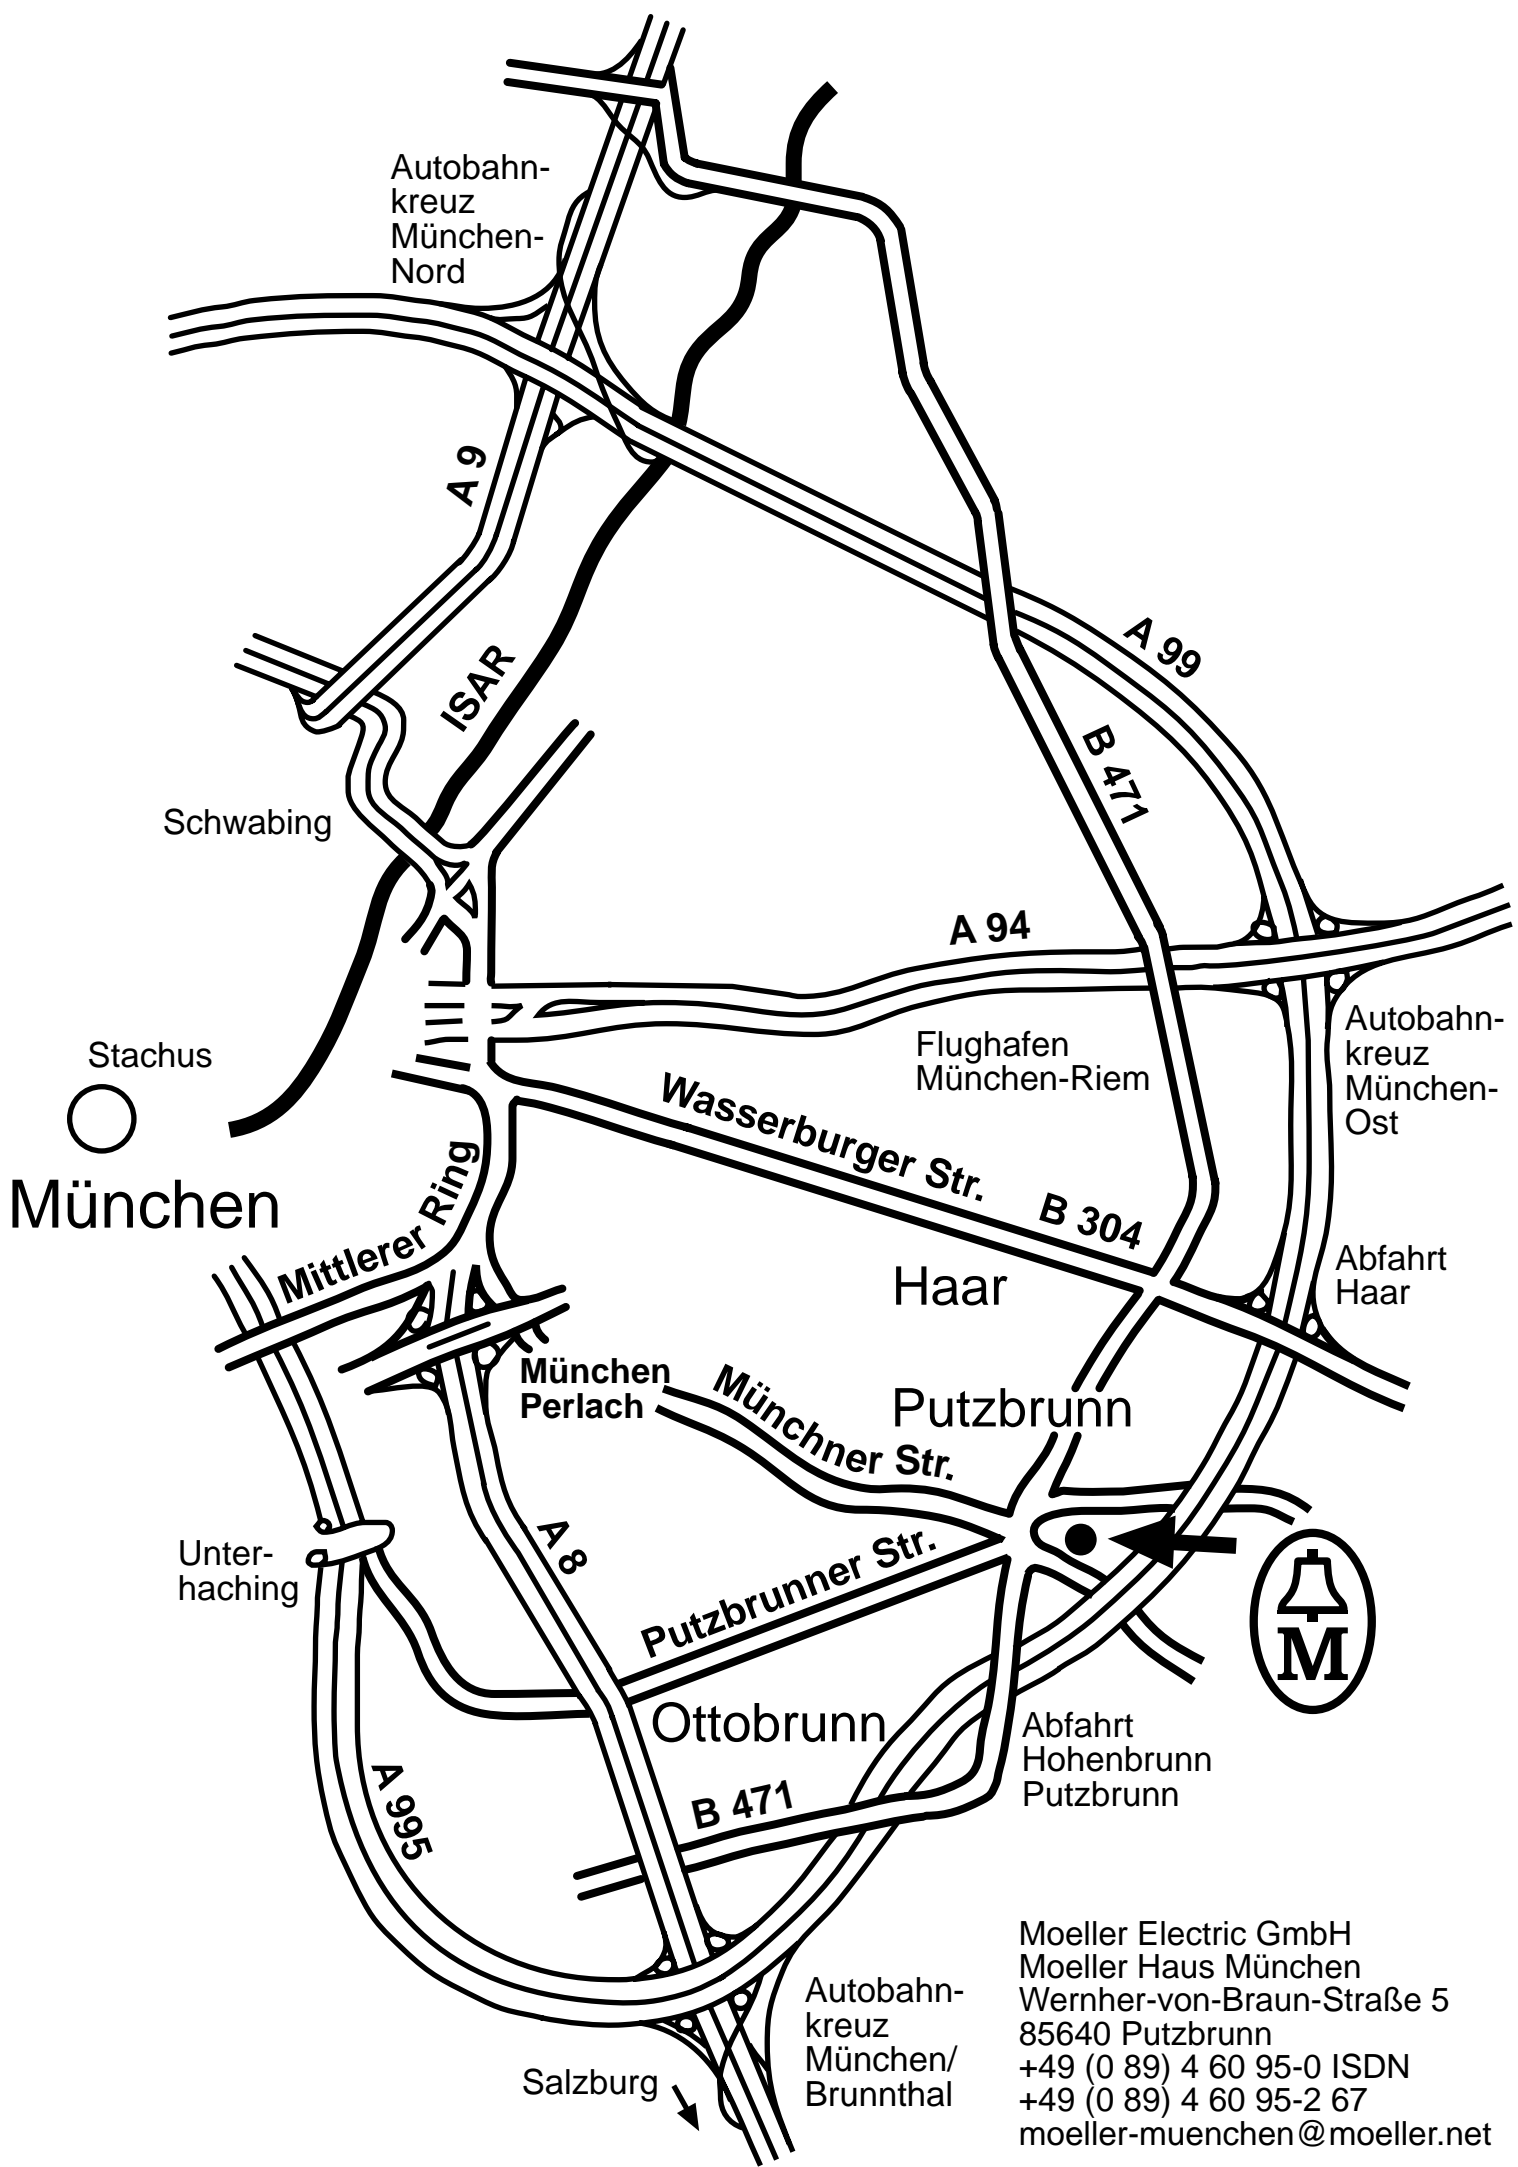 Autobahn-
kreuz
München-
Nord
A 9
ISAR
A 99
B 471
Schwabing
A 94
Autobahn-
kreuz
München-
Ost
Flughafen
München-Riem
Stachus
München
Wasserburger Str.
B 304
Mittlerer Ring
Haar
Abfahrt
Haar
München
Perlach
Münchner Str.
Putzbrunn
Unter-
haching
A 8
Putzbrunner Str.
M
Ottobrunn
Abfahrt
Hohenbrunn
Putzbrunn
A 995
B 471
Autobahn-
kreuz
München/
Brunnthal
Salzburg
Moeller Electric GmbH
Moeller Haus München
Wernher-von-Braun-Straße 5
85640 Putzbrunn
+49 (0 89) 4 60 95-0 ISDN
+49 (0 89) 4 60 95-2 67
moeller-muenchen@moeller.net